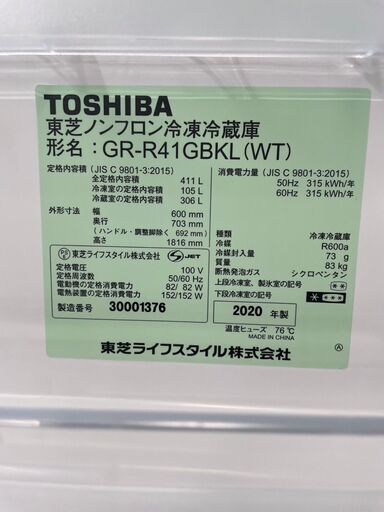 TOSHIBA
東芝ノンフロン冷凍冷蔵庫
形名：GR-R41GBKL(WT)
定格内容積（JIS C 9801-3:2015）
全定格内容積 411 L
冷凍室の定格内容積 105 L
冷蔵室の定格内容積 306 L
外形寸法 幅 600 mm
奥行 703 mm
(ハンドル・調整脚除く 692 mm)
高さ 1816 mm
消費電力量（JIS C 9801-3:2015）
50Hz 315 kWh/年
60Hz 315 kWh/年
種類 冷凍冷蔵庫
冷媒 R600a
冷媒封入量 73 g
質量 83 kg
断熱発泡ガス シクロペンタン
上段冷凍室、製氷室の記号
下段冷凍室の記号
PSE 東芝ライフスタイル株式会社 JET
定格電圧 100 V
定格周波数 50/60 Hz
電動機の定格消費電力 82/ 82 W
電熱装置の定格消費電力 152/152 W
製造番号 30001376
2020 年製
温度ヒューズ 76℃
MADE IN CHINA
東芝ライフスタイル株式会社
Ⓐ